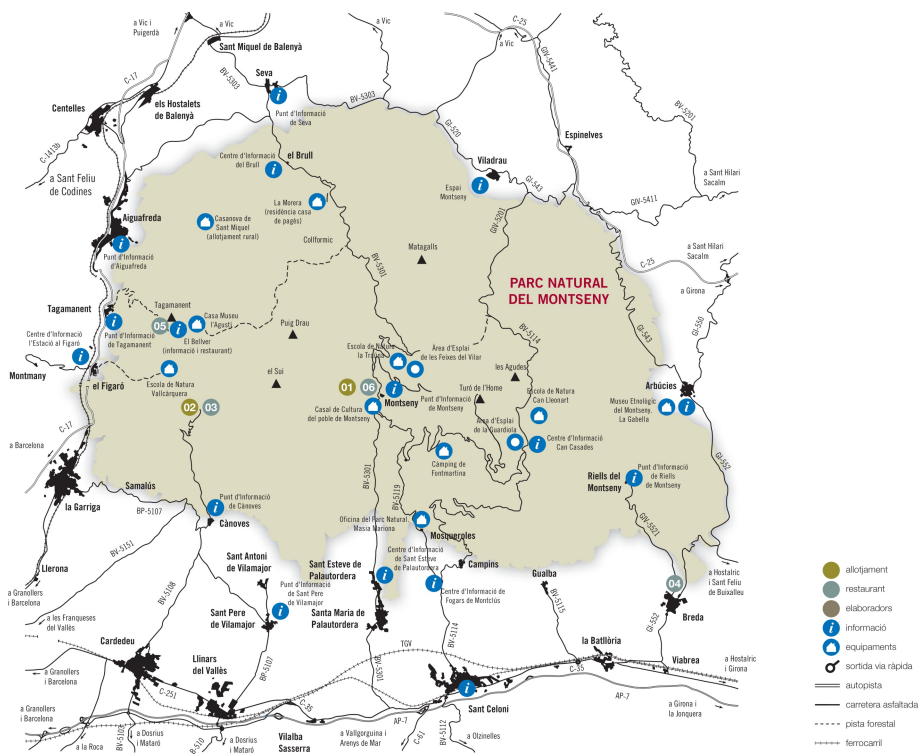 a Vic i
Puigerdà
a Vic
a Vic
C-25
a Vic
Sant Miquel de Balenyà
GIV-5441
C-17
BV-5303
Seva
BV-5303
BV-5201
Centelles
els Hostalets
de Balenyà
Punt d'Informació
de Seva
GI-520
Espinelves
C-1413b
Centre d'Informació
del Brull
el Brull
Viladrau
a Sant Hilari
Sacalm
a Sant Feliu
de Codines
Espai
Montseny
GI-543
GIV-5411
La Morera
(residència casa
de pagès)
Aiguafreda
Casanova de
Sant Miquel
(allotjament rural)
GIV-5201
Collformic
Matagalls
a Sant Hilari
Sacalm
Punt d'Informació
d'Aiguafreda
BV-5301
C-25
PARC NATURAL
DEL MONTSENY
a Girona
Tagamanent
Tagamanent
Casa Museu
l'Agustí
GI-543
GI-550
05
Puig Drau
BV-5114
Centre d'Informació
l'Estació al Figaró
Punt d'Informació
de Tagamanent
El Bellver
(informació i restaurant)
Escola de Natura
la Traüna
Àrea d'Esplai
de les Feixes del Vilar
Montmany
el Figaró
Escola de Natura
Vallcàrquera
el Sui
les Agudes
Arbúcies
01
06
Montseny
Turó de l'Home
Escola de Natura
Can Lleonart
Museu Etnològic
del Montseny,
La Gabella
02
03
Punt d'Informació
de Montseny
Casal de Cultura
del poble de Montseny
Àrea d'Esplai
de la Guardiola
Centre d'Informació
Can Casades
a Barcelona
C-17
Càmping de
Fontmartina
GI-552
BV-5301
BV-5119
Riells del
Montseny
Punt d'Informació
de Riells
de Montseny
Samalús
la Garriga
BP-5107
Punt d'Informació
de Cànoves
Cànoves
Oficina del Parc Natural.
Masia Mariona
Mosqueroles
GIV-5521
BV-5151
Sant Antoni
de Vilamajor
Sant Esteve de
Palautordera
Centre d'Informació
de Sant Esteve
de Palautordera
Campins
Gualba
a Hostalric
i Sant Feliu
de Buixalleu
Llerona
BV-5108
Punt d'Informació
de Sant Pere
de Vilamajor
Centre d'Informació de
Fogars de Montclús
04
a Granollers
i Barcelona
BV-5115
Breda
a les Franqueses
del Vallès
Sant Pere
de Vilamajor
Santa Maria de
Palautordera
GI-552
Cardedeu
BV-5114
la Batllòria
TGV
Viabrea
a Hostalric
i Girona
a Granollers
i Barcelona
Llinars
del Vallès
BP-5107
BV-5301
C-35
C-251
Sant Celoni
a Girona i
la Jonquera
a Granollers
i Barcelona
C-35
AP-7
AP-7
a la Roca
BV-5102
a Dosrius
i Mataró
B-510
a Dosrius
i Mataró
Vilalba
Sasserra
a Vallgorguina i
Arenys de Mar
C-61
BV-5112
a Olzinelles
allotjament
restaurant
elaboradors
informació
equipaments
sortida via ràpida
autopista
carretera asfaltada
pista forestal
ferrocarril